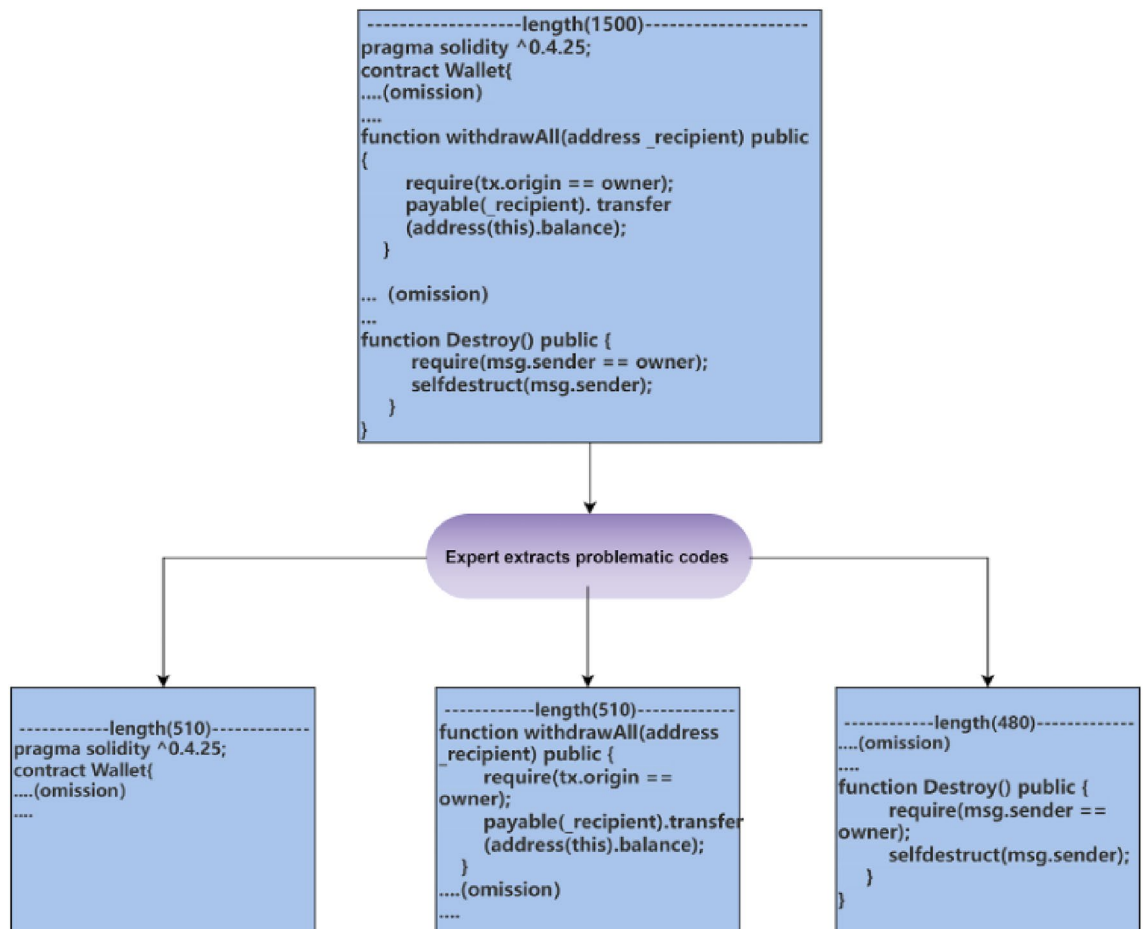 ------------------length(1500)------------------
pragma solidity ^0.4.25;
contract Wallet{
....(omission)
....
function withdrawAll(address _recipient) public
{
require(tx.origin == owner);
payable(_recipient). transfer
(address(this).balance);
}
... (omission)
...
function Destroy() public {
require(msg.sender == owner);
selfdestruct(msg.sender);
}
}
Expert extracts problematic codes
------------length(510)-------------
pragma solidity ^0.4.25;
contract Wallet{
....(omission)
....
------------length(510)-------------
function withdrawAll(address
_recipient) public {
require(tx.origin ==
owner);
payable(_recipient).transfer
(address(this).balance);
}
....(omission)
....
------------length(480)-------------
....(omission)
....
function Destroy() public {
require(msg.sender ==
owner);
selfdestruct(msg.sender);
}
}